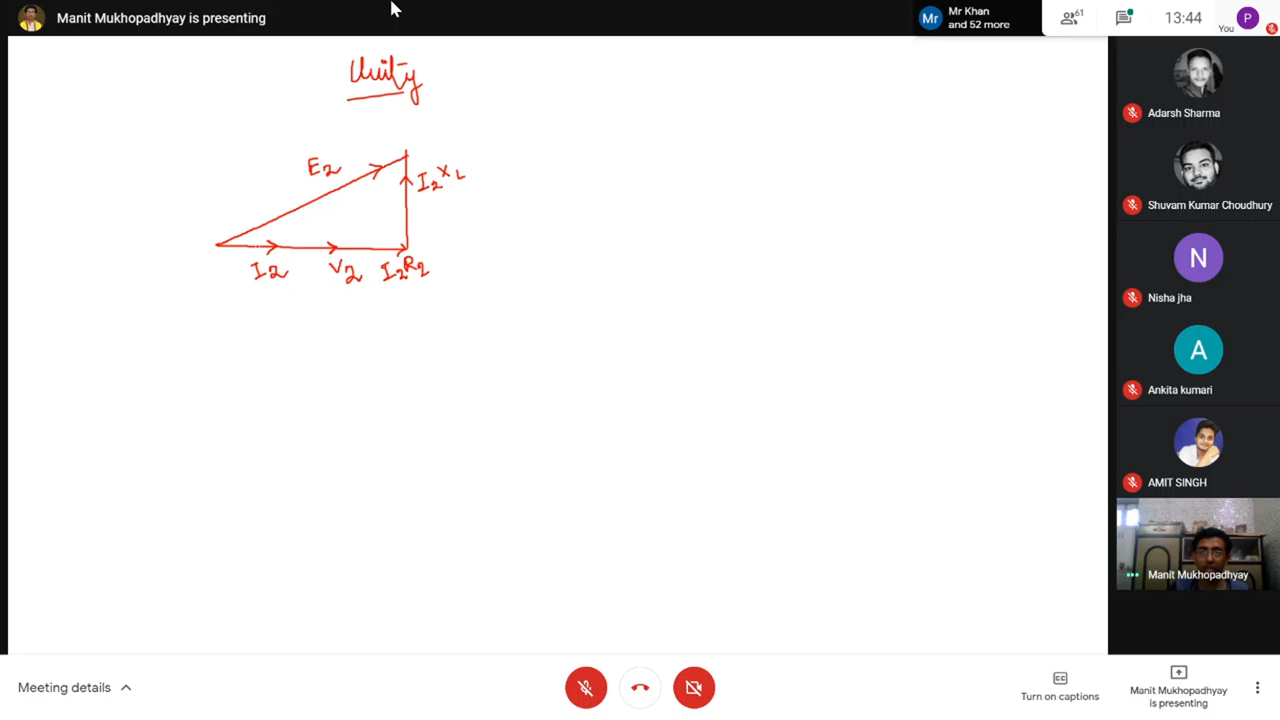 Manit Mukhopadhyay is presenting
Mr
Mr Khan
and 52 more
61
13:44
You
P
Unity
E2
I2XL
I2
V2
I2R2
Adarsh Sharma
Shuvam Kumar Choudhury
N
Nisha jha
A
Ankita kumari
AMIT SINGH
Manit Mukhopadhyay
Meeting details
CC
Turn on captions
Manit Mukhopadhyay
is presenting